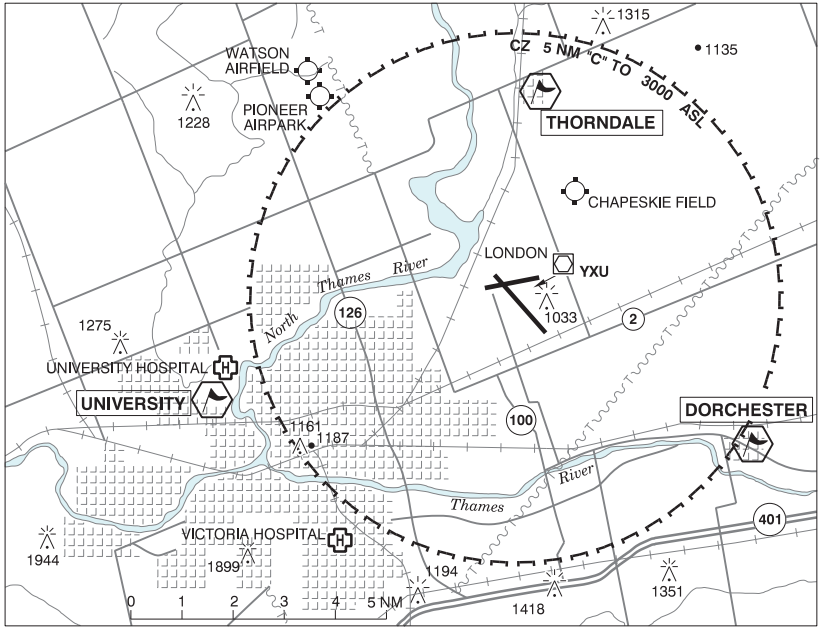 1315
CZ 5 NM "C" TO 3000 ASL
1135
WATSON
AIRFIELD
1228
PIONEER
AIRPARK
THORNDALE
CHAPESKIE FIELD
LONDON
YXU
1033
North Thames River
126
2
1275
UNIVERSITY HOSPITAL
H
UNIVERSITY
100
DORCHESTER
1161
1187
Thames River
401
VICTORIA HOSPITAL
H
1944
1899
1194
1418
1351
0 1 2 3 4 5 NM